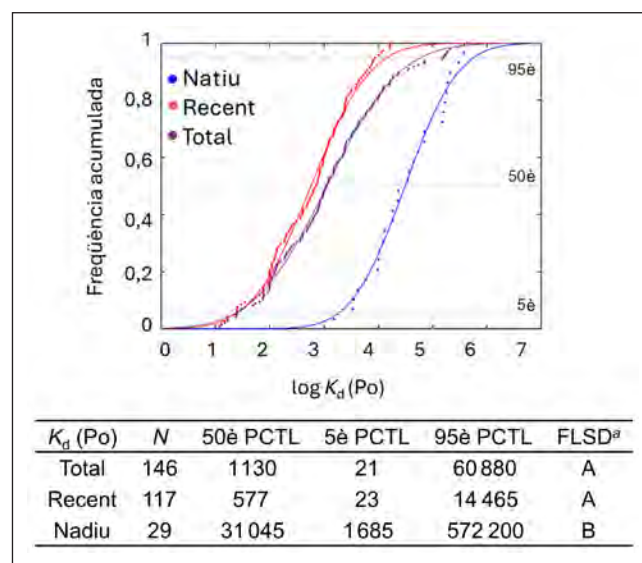 1
0,8
0,6
0,4
0,2
0
Freqüència acumulada
Natiu
Recent
Total
95è
50è
5è
0 1 2 3 4 5 6 7
log Kd (Po)
Kd (Po) N 50è PCTL 5è PCTL 95è PCTL FLSDa
Total 146 1130 21 60 880 A
Recent 117 577 23 14 465 A
Nadiu 29 31 045 1 685 572 200 B